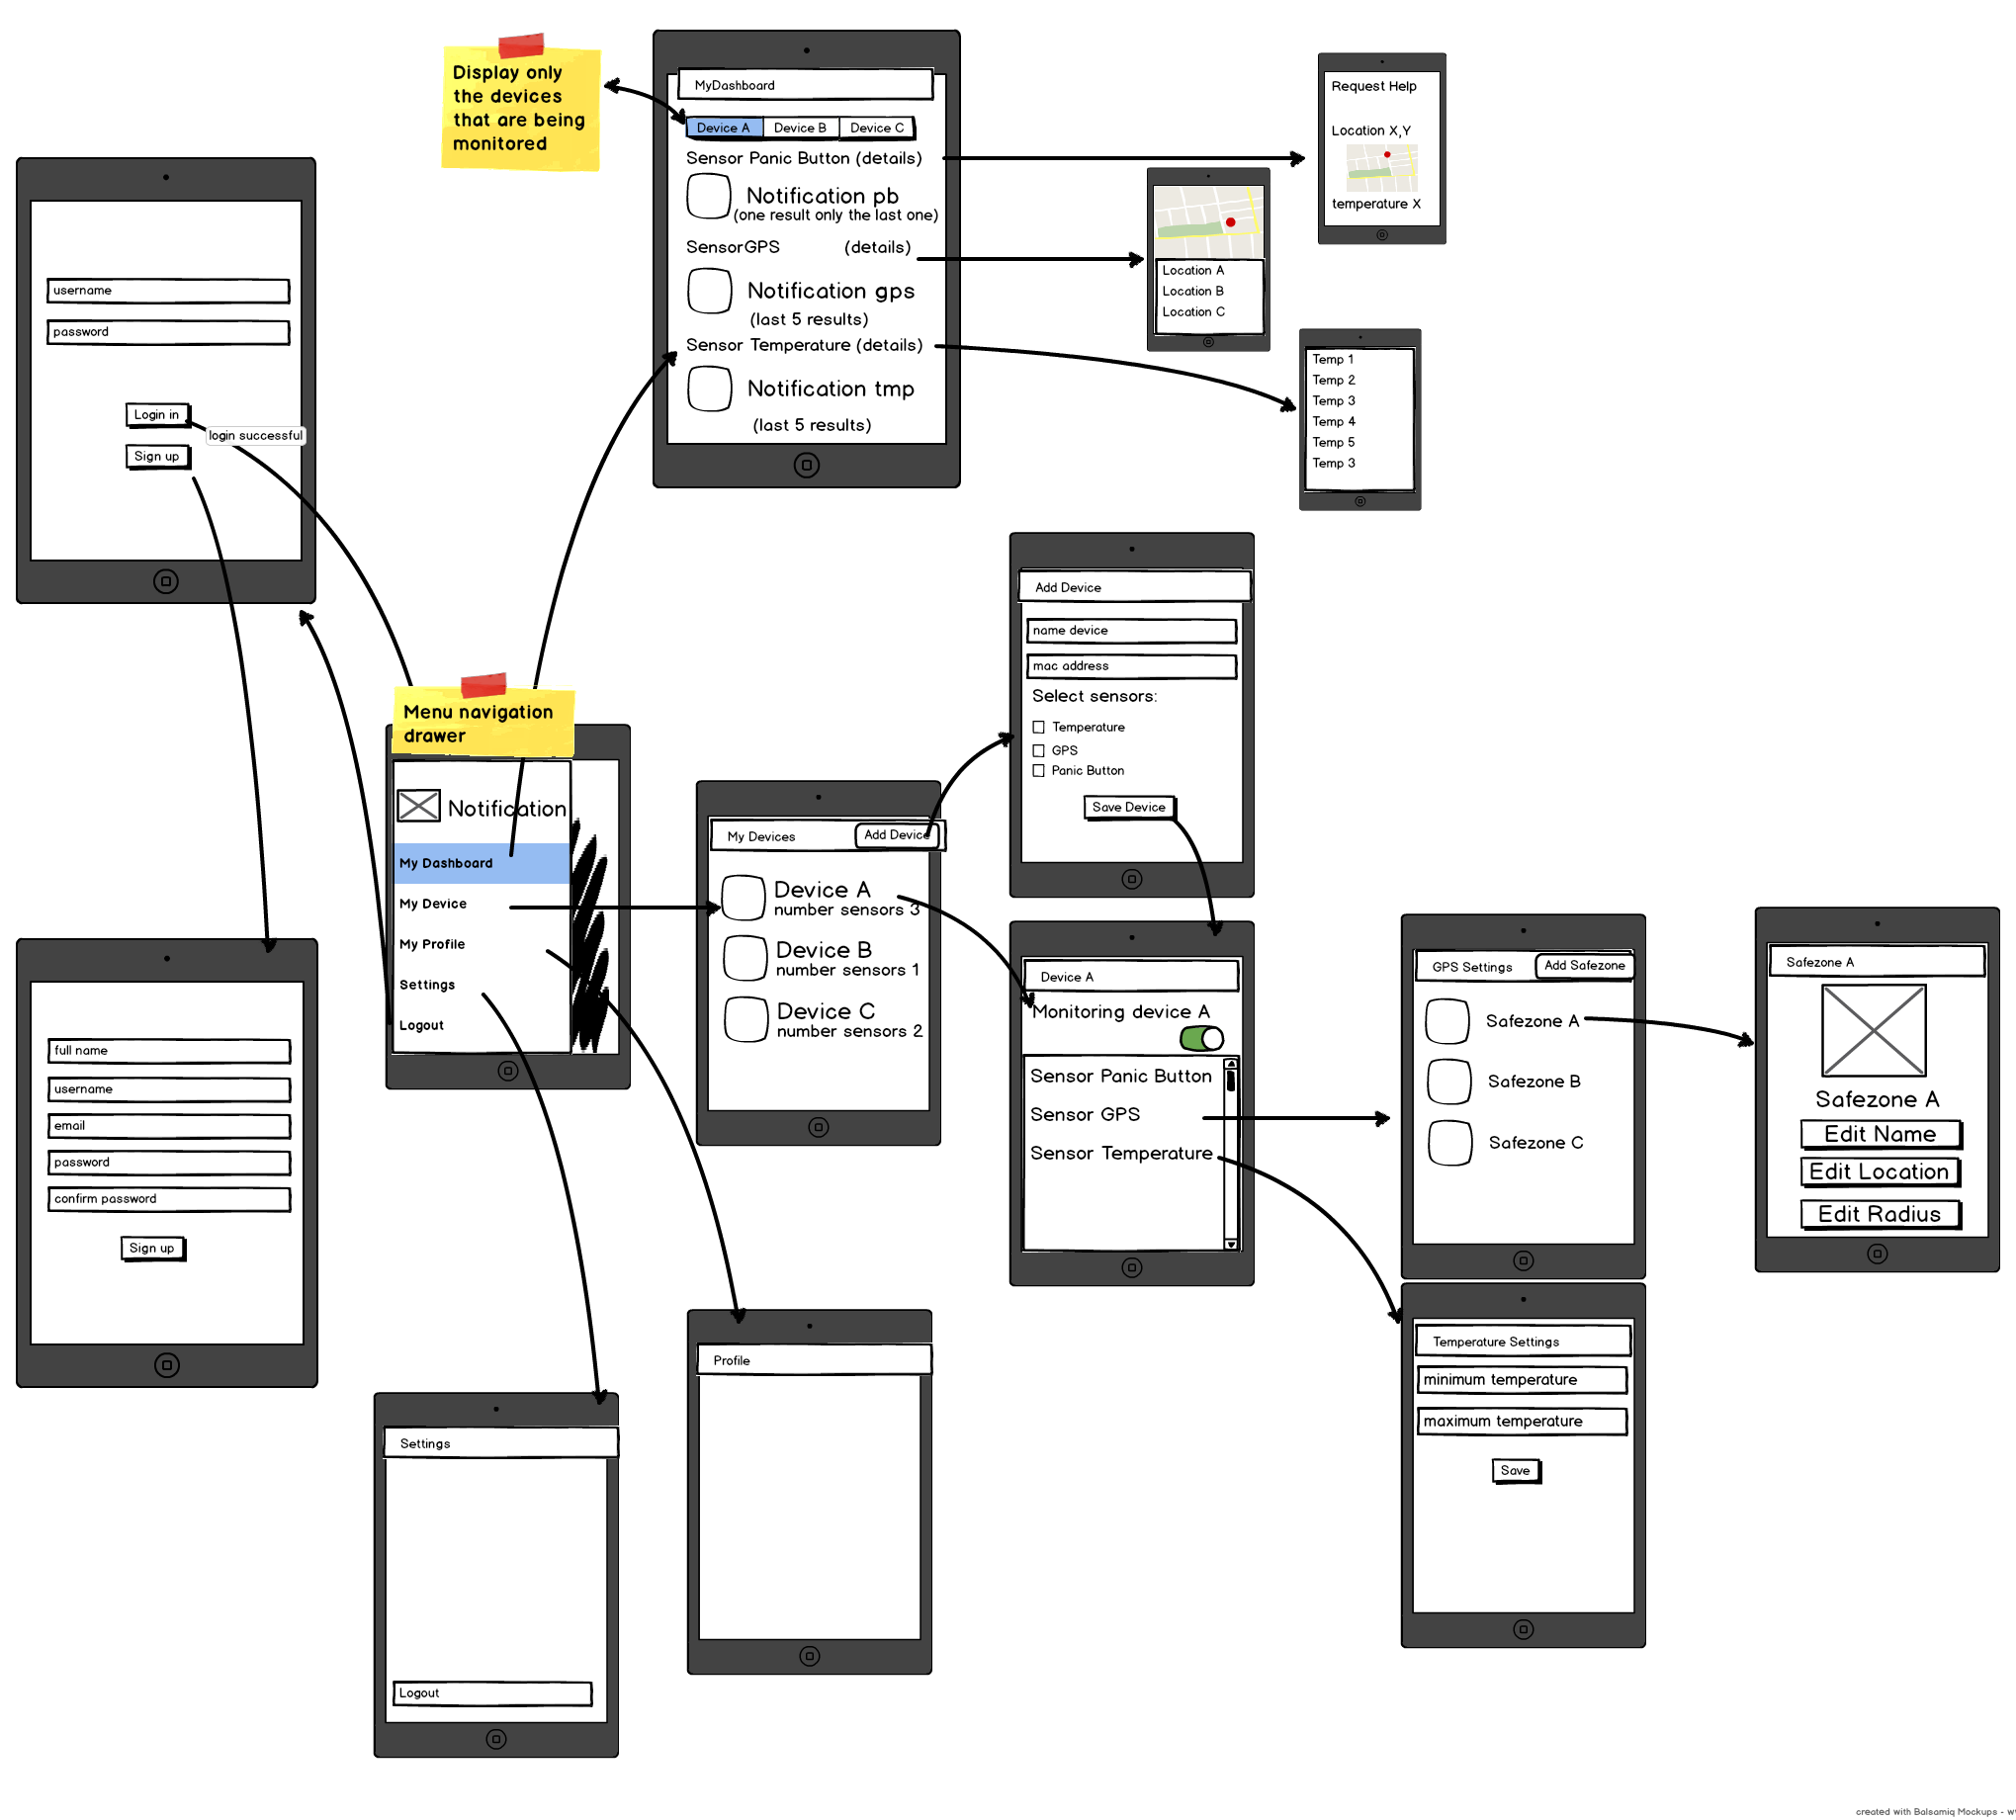 Display only
the devices
that are being
monitored
MyDashboard
Device A
Device B
Device C
Sensor Panic Button (details)
Notification pb
(one result only the last one)
SensorGPS
(details)
Notification gps
(last 5 results)
Sensor Temperature (details)
Notification tmp
(last 5 results)
Request Help
Location X,Y
temperature X
Location A
Location B
Location C
Temp 1
Temp 2
Temp 3
Temp 4
Temp 5
Temp 3
username
password
Login in
login successful
Sign up
Menu navigation
drawer
Notification
My Dashboard
My Device
My Profile
Settings
Logout
My Devices
Add Device
Device A
number sensors 3
Device B
number sensors 1
Device C
number sensors 2
Add Device
name device
mac address
Select sensors:
Temperature
GPS
Panic Button
Save Device
Device A
Monitoring device A
Sensor Panic Button
Sensor GPS
Sensor Temperature
GPS Settings
Add Safezone
Safezone A
Safezone B
Safezone C
Safezone A
Safezone A
Edit Name
Edit Location
Edit Radius
full name
username
email
password
confirm password
Sign up
Profile
Settings
Logout
Temperature Settings
minimum temperature
maximum temperature
Save
created with Balsamiq Mockups - w